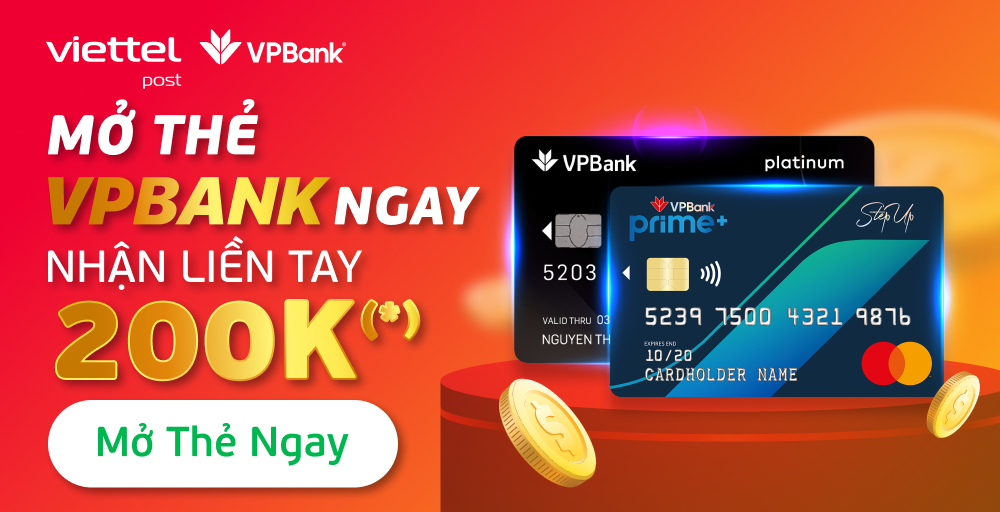 viettel
post
VPBank
MỞ THẺ
VPBANK NGAY
NHẬN LIỀN TAY
200K(*)
Mở Thẻ Ngay
VPBank
platinum
5203
VALID THRU 03
NGUYEN TH
VPBank
prime+
Step Up
5239 7500 4321 9876
EXPIRES END
10/20
CARDHOLDER NAME